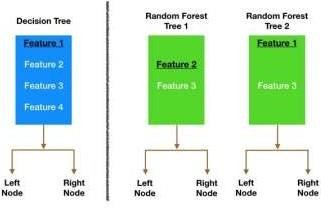 Decision Tree
Feature 1
Feature 2
Feature 3
Feature 4
Left
Node
Right
Node
Random Forest
Tree 1
Feature 2
Feature 3
Left
Node
Right
Node
Random Forest
Tree 2
Feature 1
Feature 3
Left
Node
Right
Node